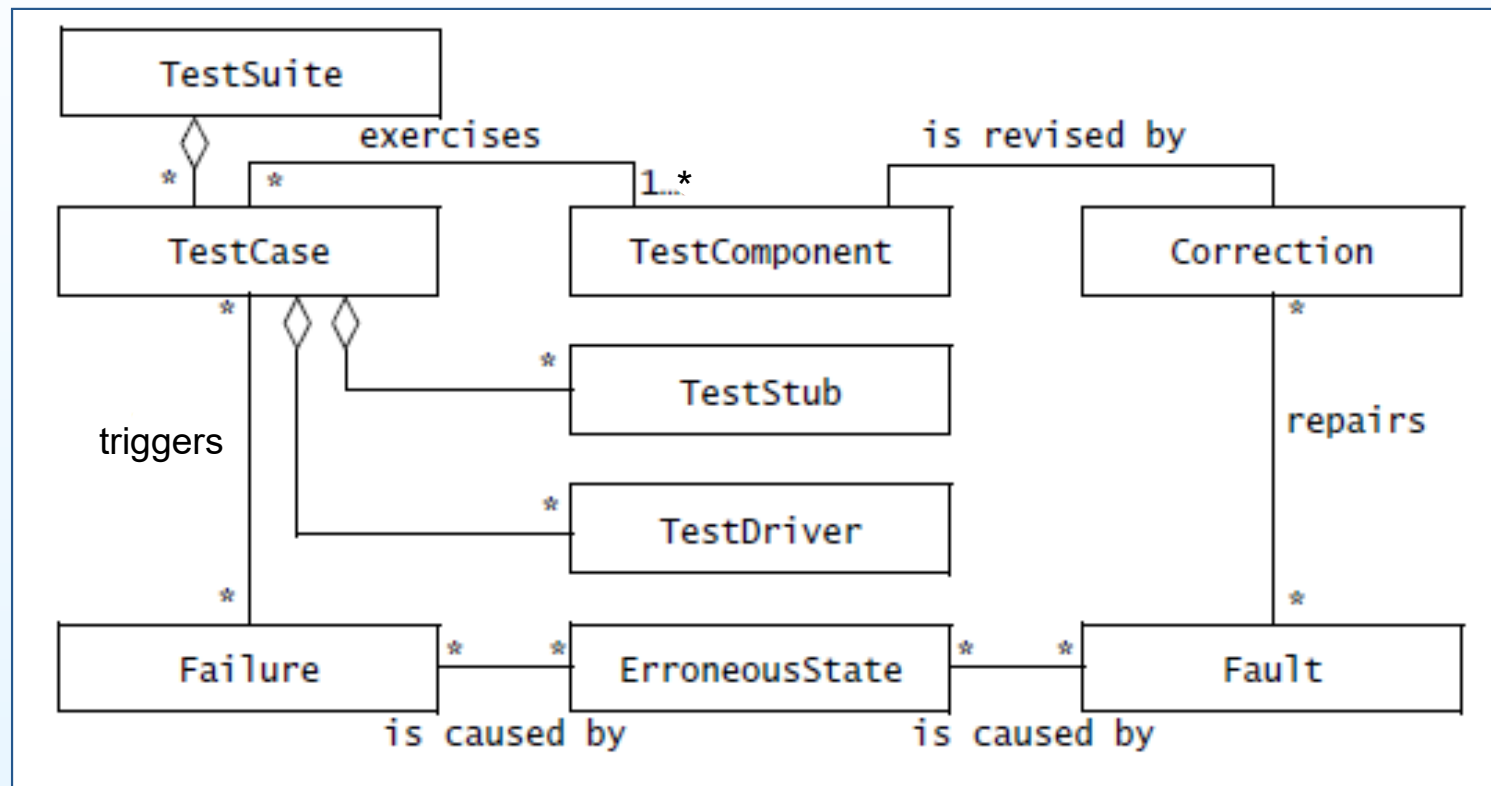 TestSuite
exercises
is revised by
*
*
1…*
TestCase
TestComponent
Correction
*
*
*
TestStub
triggers
repairs
*
TestDriver
*
*
*
*
*
*
Failure
ErroneousState
Fault
is caused by
is caused by